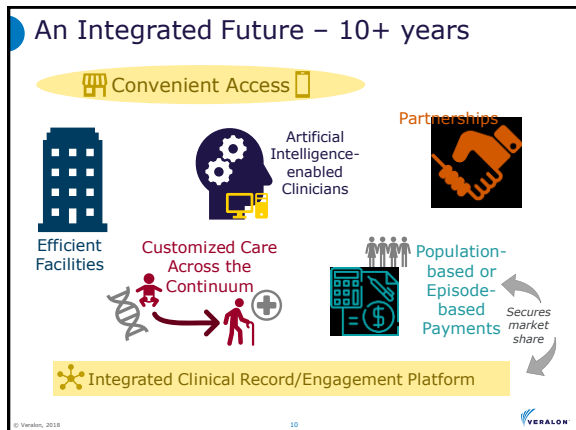 An Integrated Future – 10+ years
Convenient Access
Partnerships
Artificial
Intelligence-
enabled
Clinicians
Efficient
Facilities
Customized Care
Across the
Continuum
Population-
based or
Episode-
based
Payments
Secures
market
share
Integrated Clinical Record/Engagement Platform
© Veralon, 2018
10
VERALON